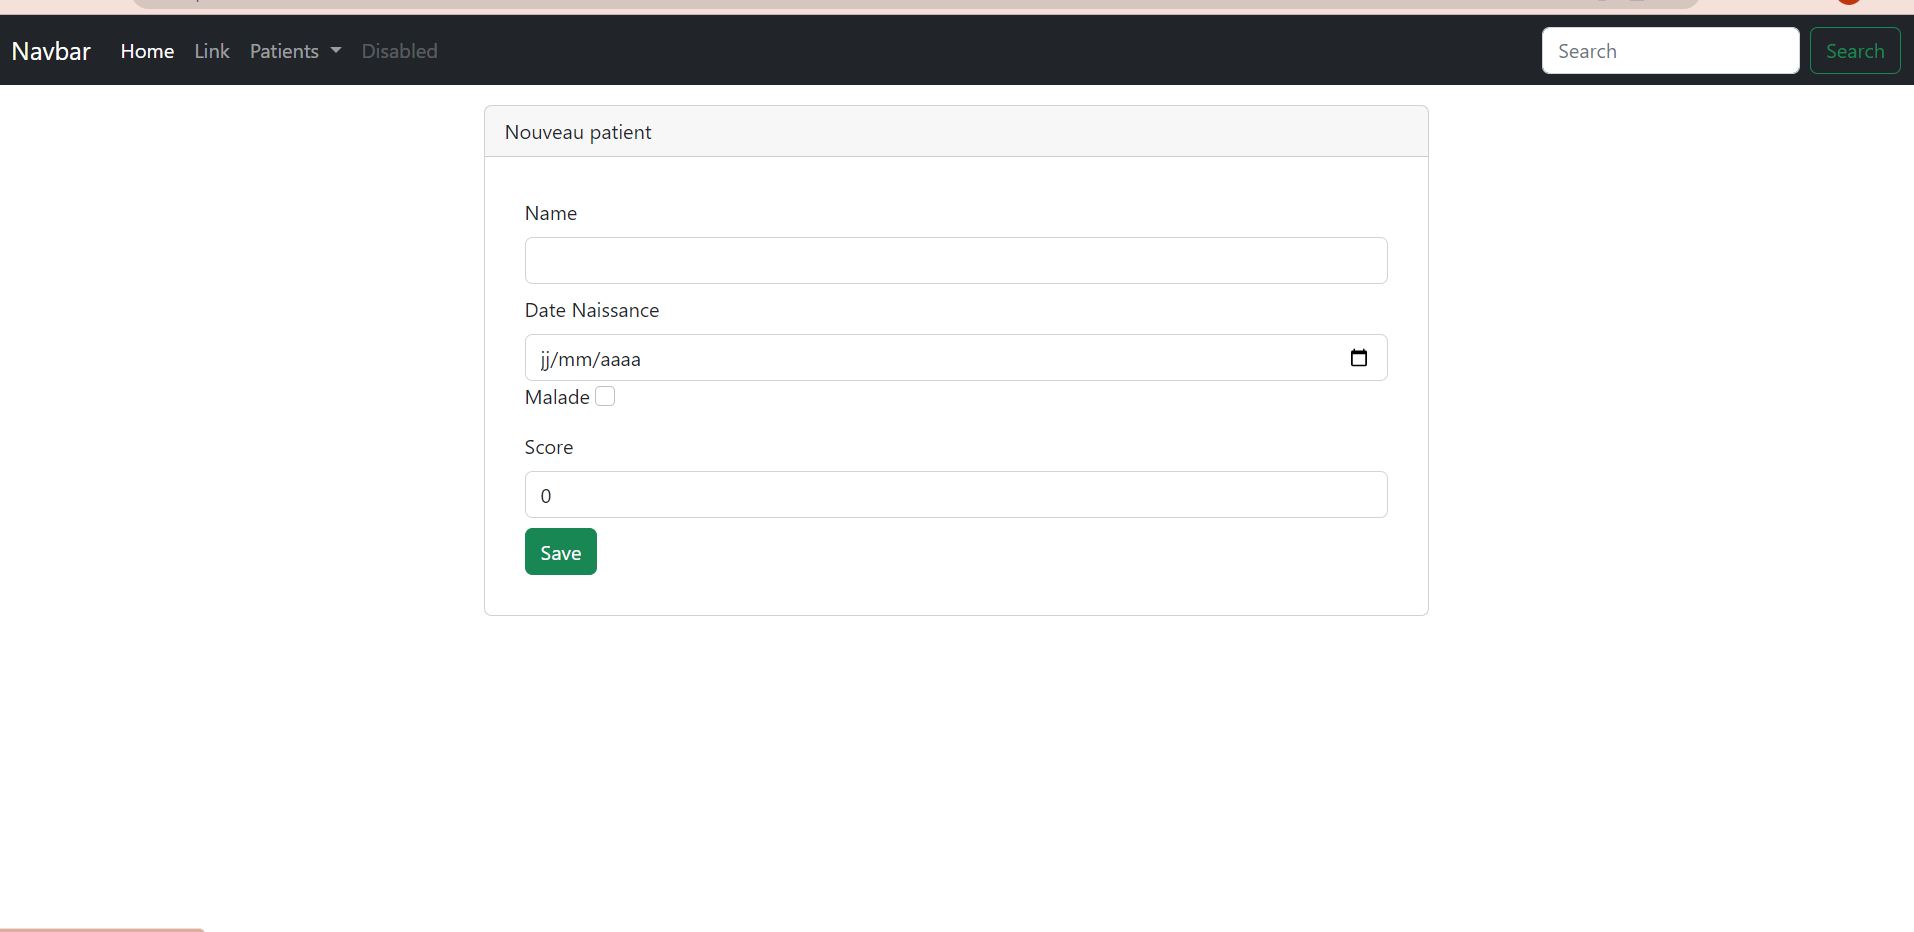 Navbar Home Link Patients Disabled Search Search
Nouveau patient
Name
Date Naissance
jj/mm/aaaa
Malade
Score
0
Save